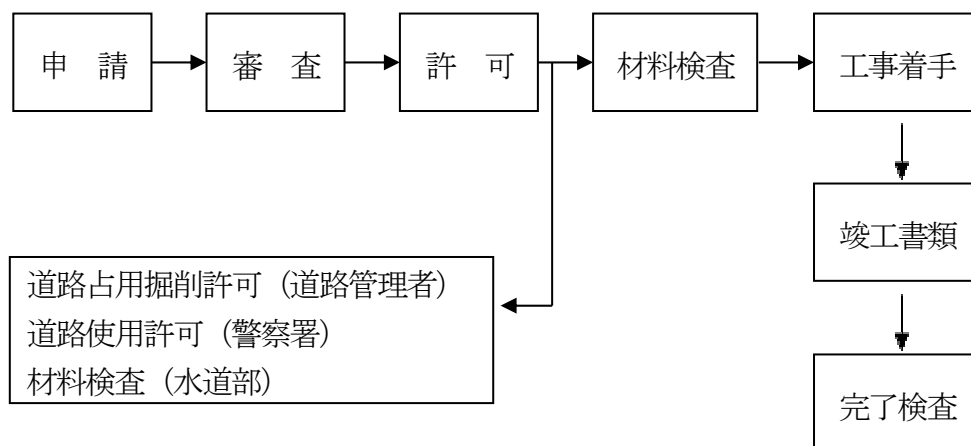 申　請
審　査
許　可
材料検査
工事着手
竣工書類
道路占用掘削許可（道路管理者）
道路使用許可（警察署）
材料検査（水道部）
完了検査